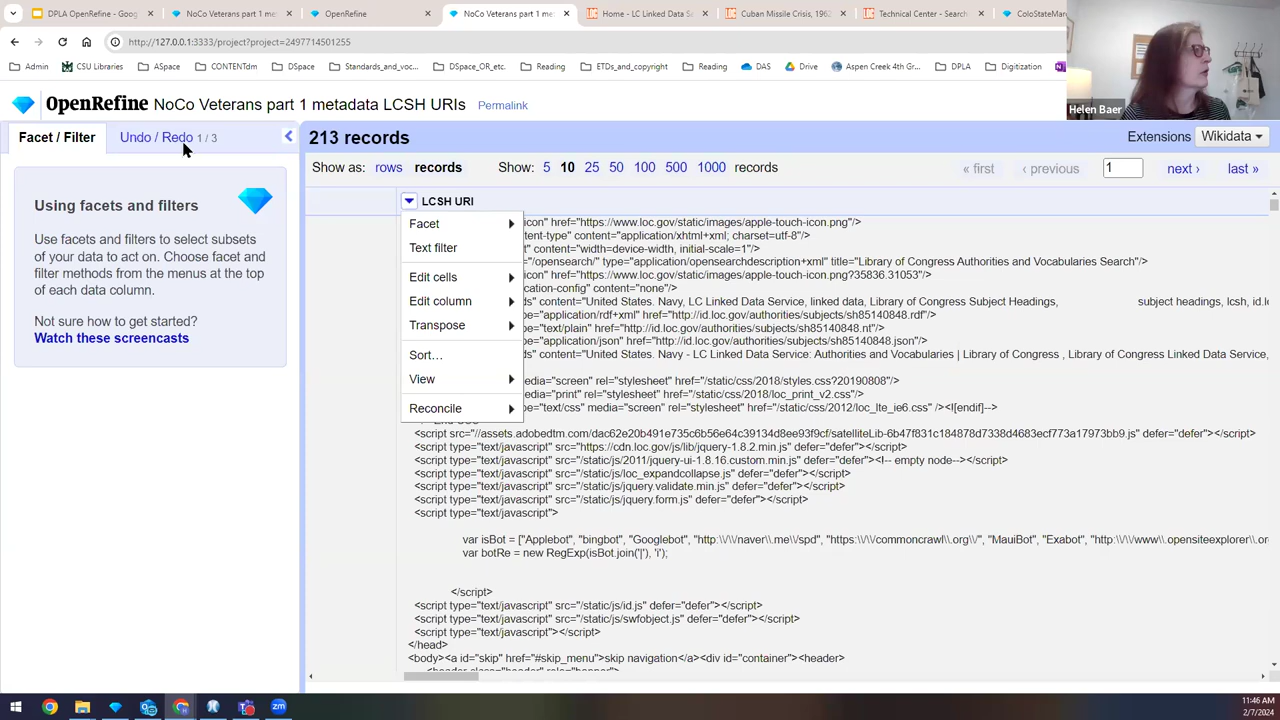 DPLA OpenRefine - Goog
NoCo Veterans part 1 me
OpenRefine
NoCo Veterans part 1 me
Home - LC Linked Data Se
Cuban Missile Crisis, 1962
Technical Center - Search
ColoStateMan
http://127.0.0.1:3333/project?project=2497714501255
Admin
CSU Libraries
ASpace
CONTENTdm
DSpace
Standards_and_voc...
DSpace_OR_etc.
Reading
ETDs_and_copyright
Reading
DAS
Drive
Aspen Creek 4th Gr...
DPLA
Digitization
Helen Baer
OpenRefine NoCo Veterans part 1 metadata LCSH URIs Permalink
Facet / Filter
Undo / Redo 1 / 3
213 records
Extensions
Wikidata
Show as: rows records Show: 5 10 25 50 100 500 1000 records
« first ‹ previous 1 next › last »
Using facets and filters
Use facets and filters to select subsets
of your data to act on. Choose facet and
filter methods from the menus at the top
of each data column.
Not sure how to get started?
Watch these screencasts
LCSH URI
Facet
Text filter
Edit cells
Edit column
Transpose
Sort...
View
Reconcile
icon" href="https://www.loc.gov/static/images/apple-touch-icon.png"/>
tent-type" content="application/xhtml+xml; charset=utf-8"/>
" content="width=device-width, initial-scale=1"/>
="/opensearch/" type="application/opensearchdescription+xml" title="Library of Congress Authorities and Vocabularies Search"/>
icon" href="https://www.loc.gov/static/images/apple-touch-icon.png?35836.31053"/>
ication-config" content="none"/>
ds" content="United States. Navy, LC Linked Data Service, linked data, Library of Congress Subject Headings, subject headings, lcsh, id.lo
ype="application/rdf+xml" href="http://id.loc.gov/authorities/subjects/sh85140848.rdf"/>
ype="text/plain" href="http://id.loc.gov/authorities/subjects/sh85140848.nt"/>
ype="application/json" href="http://id.loc.gov/authorities/subjects/sh85140848.json"/>
ds" content="United States. Navy - LC Linked Data Service: Authorities and Vocabularies | Library of Congress , Library of Congress Linked Data Service,
nedia="screen" rel="stylesheet" href="/static/css/2018/styles.css?20190808"/>
nedia="print" rel="stylesheet" href="/static/css/2018/loc_print_v2.css"/>
ype="text/css" media="screen" rel="stylesheet" href="/static/css/2012/loc_lte_ie6.css" /><![endif]-->
<script src="//assets.adobedtm.com/dac62e20b491e735c6b56e64c39134d8ee93f9cf/satelliteLib-6b47f831c184878d7338d4683ecf773a17973bb9.js" defer="defer"></script>
<script type="text/javascript" src="https://cdn.loc.gov/js/lib/jquery-1.8.2.min.js" defer="defer"></script>
<script type="text/javascript" src="/static/js/2011/jquery-ui-1.8.16.custom.min.js" defer="defer"><!-- empty node--></script>
<script type="text/javascript" src="/static/js/loc_expandcollapse.js" defer="defer"></script>
<script type="text/javascript" src="/static/js/jquery.validate.min.js" defer="defer"></script>
<script type="text/javascript" src="/static/js/jquery.form.js" defer="defer"></script>
<script type="text/javascript">
var isBot = ["Applebot", "bingbot", "Googlebot", "http:\/\/naver\\.me\/spd", "https:\/\/commoncrawl\\.org\/", "MauiBot", "Exabot", "http:\/\/www\\.opensiteexplorer\\.org
var botRe = new RegExp(isBot.join('|'), 'i');
</script>
<script type="text/javascript" src="/static/js/id.js" defer="defer"></script>
<script type="text/javascript" src="/static/js/swfobject.js" defer="defer"></script>
<script type="text/javascript"></script>
</head>
<body><a id="skip" href="#skip_menu">skip navigation</a><div id="container"><header>
11:46 AM
2/7/2024